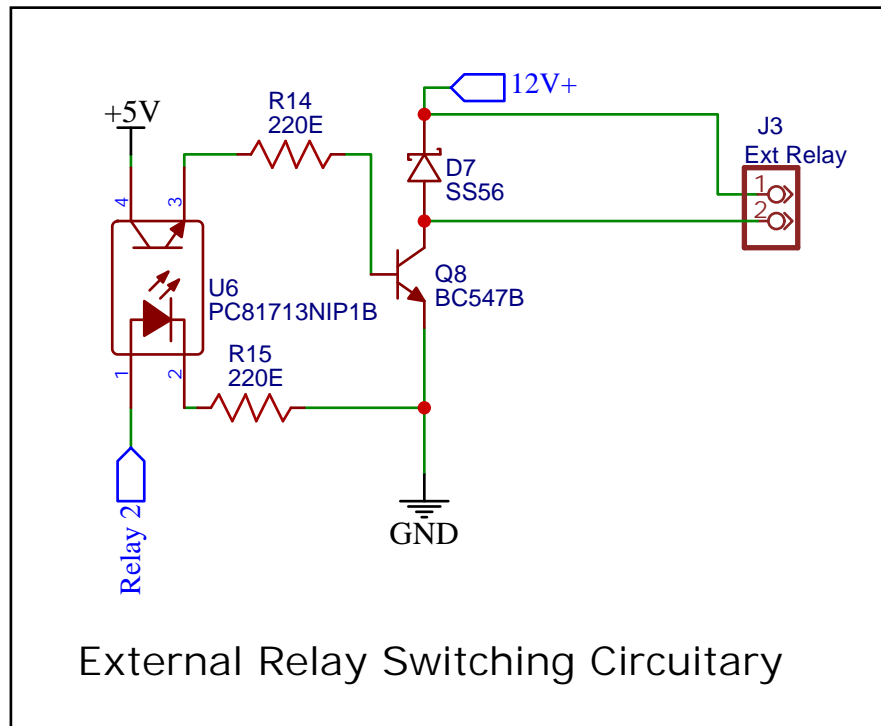 12V+
+5V
R14
220E
J3
Ext Relay
D7
SS56
1
2
4
3
U6
PC81713NIP1B
Q8
BC547B
1
2
R15
220E
Relay 2
GND
External Relay Switching Circuitary